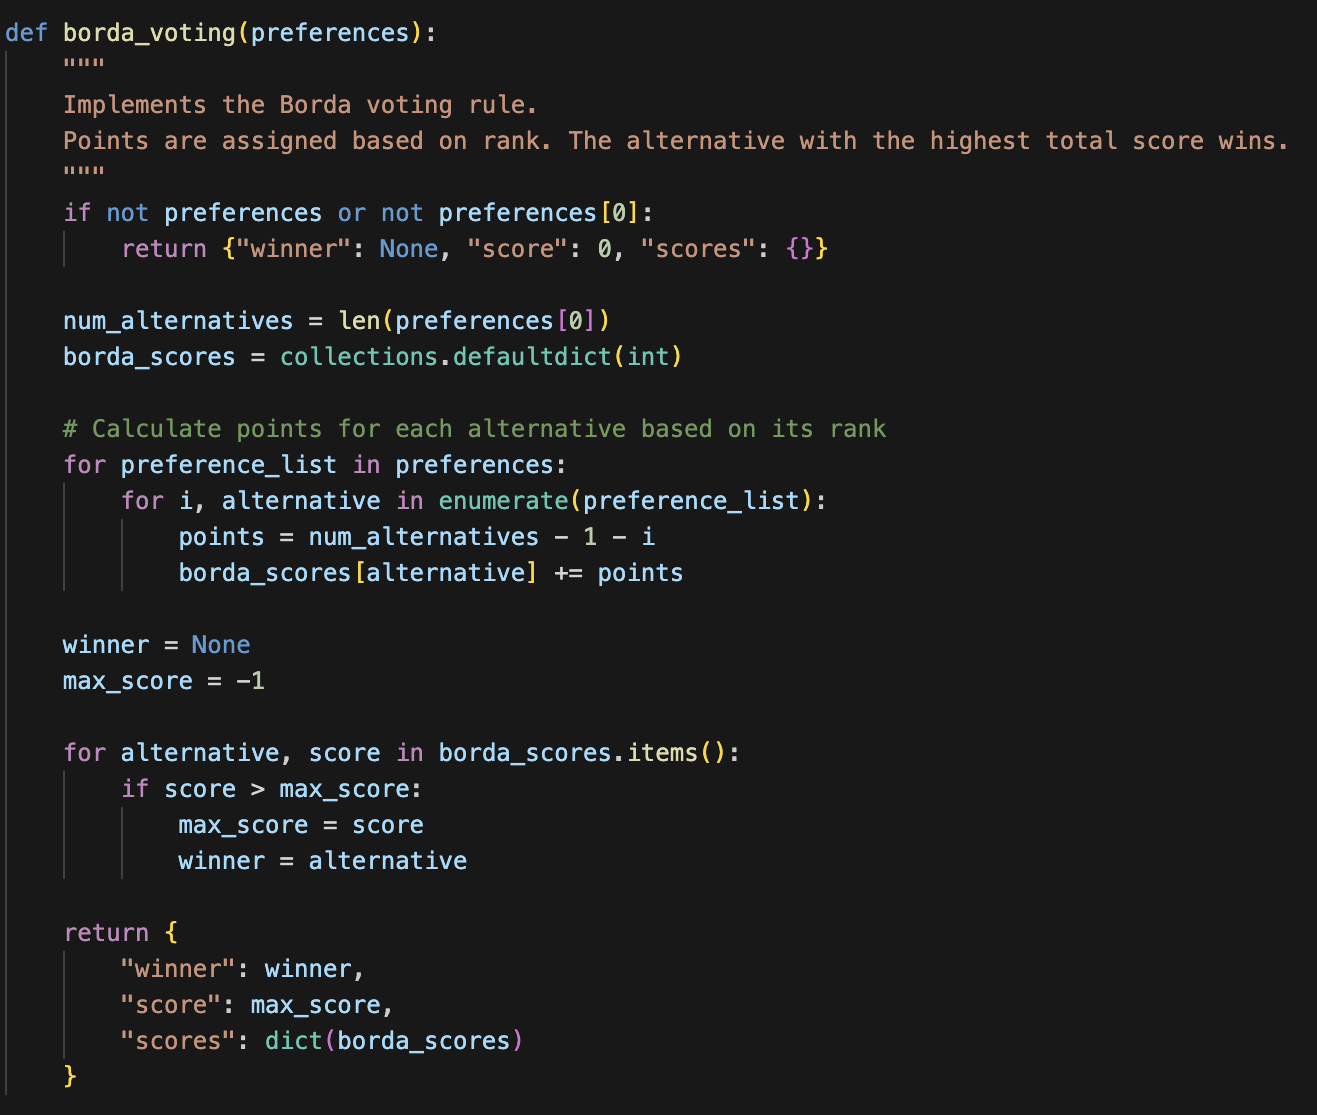 def borda_voting(preferences):
    """
    Implements the Borda voting rule.
    Points are assigned based on rank. The alternative with the highest total score wins.
    """
    if not preferences or not preferences[0]:
        return {"winner": None, "score": 0, "scores": {}}

    num_alternatives = len(preferences[0])
    borda_scores = collections.defaultdict(int)

    # Calculate points for each alternative based on its rank
    for preference_list in preferences:
        for i, alternative in enumerate(preference_list):
            points = num_alternatives - 1 - i
            borda_scores[alternative] += points

    winner = None
    max_score = -1

    for alternative, score in borda_scores.items():
        if score > max_score:
            max_score = score
            winner = alternative

    return {
        "winner": winner,
        "score": max_score,
        "scores": dict(borda_scores)
    }